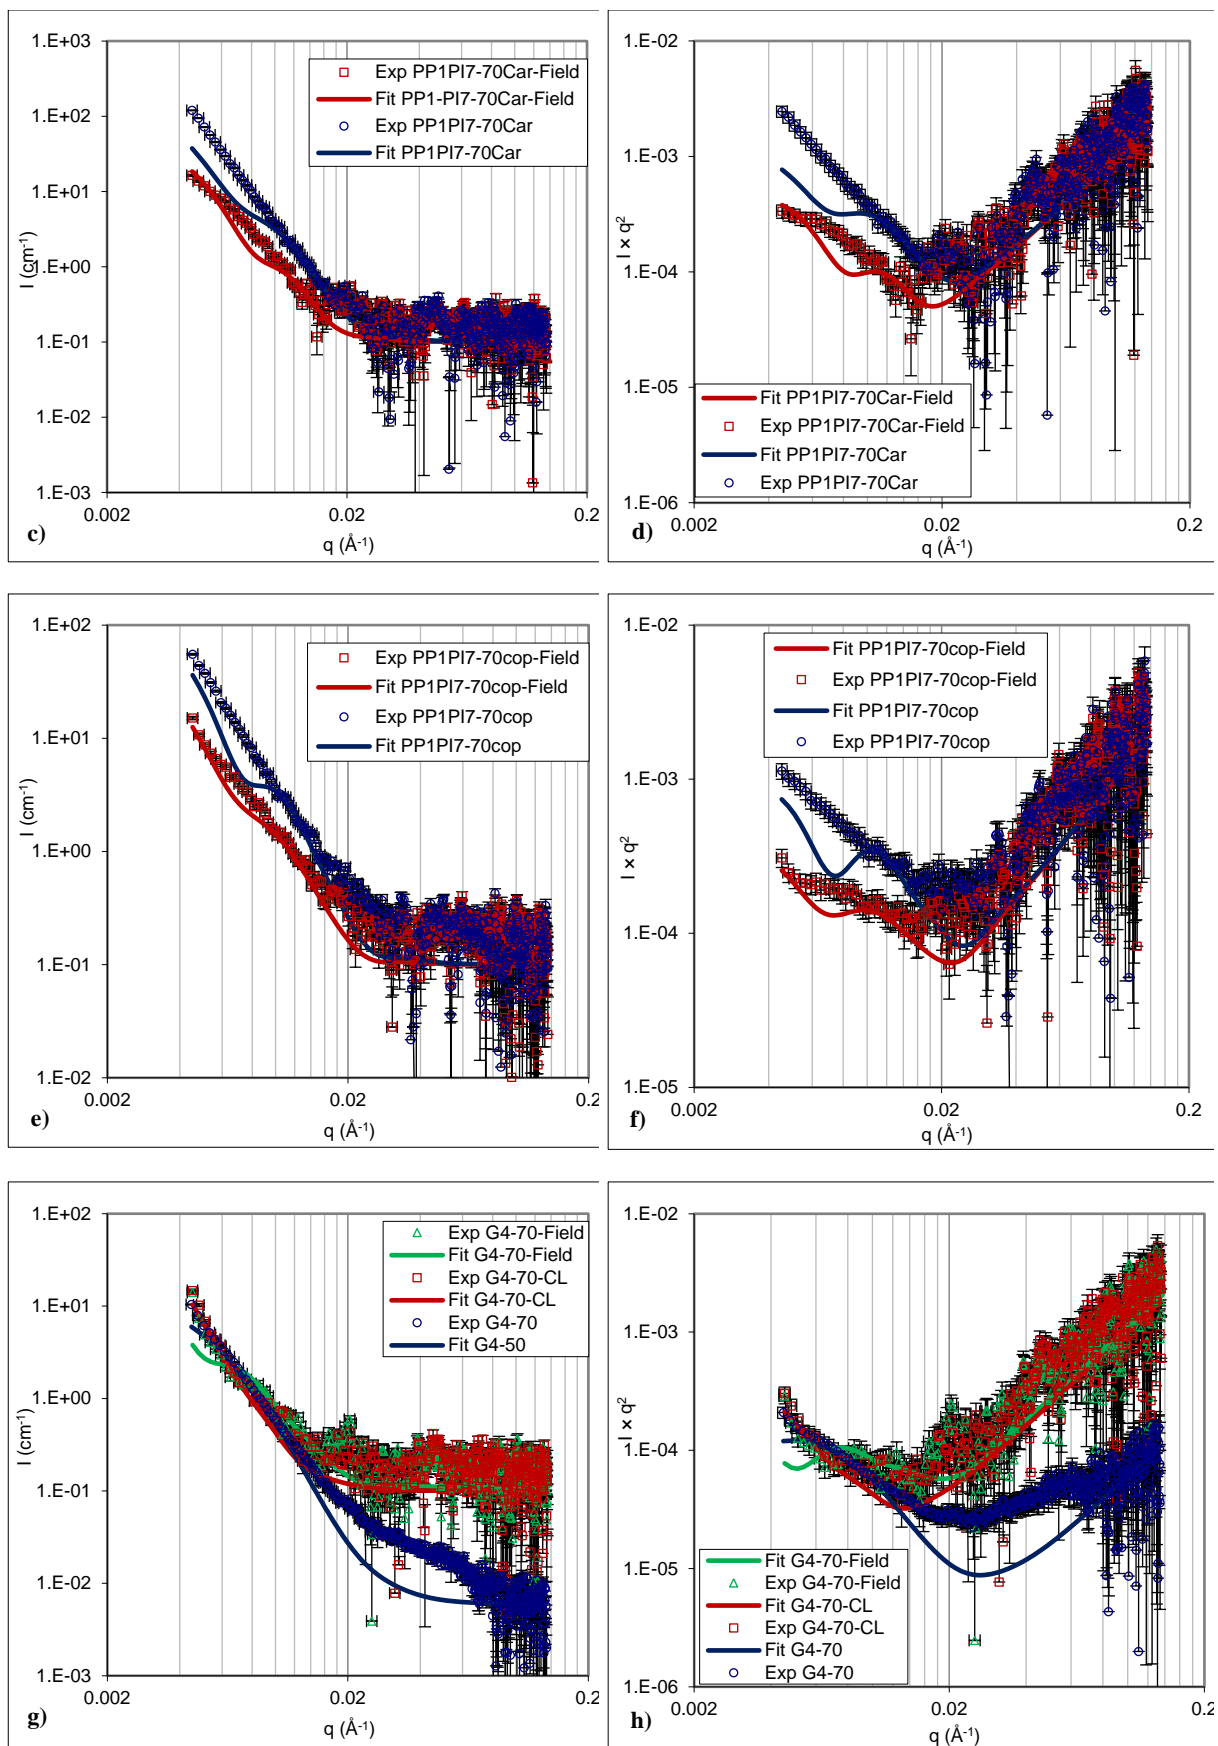 1.E+03
1.E+02
1.E+01
1.E+00
1.E-01
1.E-02
1.E-03
I (cm-1)
Exp PP1PI7-70Car-Field
Fit PP1-PI7-70Car-Field
Exp PP1PI7-70Car
Fit PP1PI7-70Car
0.002
0.02
0.2
q (Å-1)
c)
1.E-02
1.E-03
1.E-04
1.E-05
1.E-06
I × q2
Fit PP1PI7-70Car-Field
Exp PP1PI7-70Car-Field
Fit PP1PI7-70Car
Exp PP1PI7-70Car
0.002
0.02
0.2
q (Å-1)
d)
1.E+02
1.E+01
1.E+00
1.E-01
1.E-02
I (cm-1)
Exp PP1PI7-70cop-Field
Fit PP1PI7-70cop-Field
Exp PP1PI7-70cop
Fit PP1PI7-70cop
0.002
0.02
0.2
q (Å-1)
e)
1.E-02
1.E-03
1.E-04
1.E-05
I × q2
Fit PP1PI7-70cop-Field
Exp PP1PI7-70cop-Field
Fit PP1PI7-70cop
Exp PP1PI7-70cop
0.002
0.02
0.2
q (Å-1)
f)
1.E+02
1.E+01
1.E+00
1.E-01
1.E-02
1.E-03
I (cm-1)
Exp G4-70-Field
Fit G4-70-Field
Exp G4-70-CL
Fit G4-70-CL
Exp G4-70
Fit G4-50
0.002
0.02
0.2
q (Å-1)
g)
1.E-02
1.E-03
1.E-04
1.E-05
1.E-06
I × q2
Fit G4-70-Field
Exp G4-70-Field
Fit G4-70-CL
Exp G4-70-CL
Fit G4-70
Exp G4-70
0.002
0.02
0.2
q (Å-1)
h)